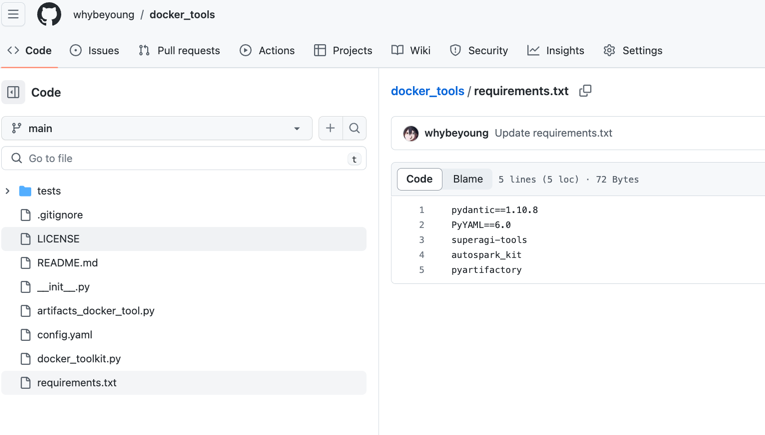 whybeyoung / docker_tools
Code Issues Pull requests Actions Projects Wiki Security Insights Settings
Code
main
Go to file t
tests
.gitignore
LICENSE
README.md
__init__.py
artifacts_docker_tool.py
config.yaml
docker_toolkit.py
requirements.txt
docker_tools / requirements.txt
whybeyoung Update requirements.txt
Code Blame 5 lines (5 loc) · 72 Bytes
1 pydantic==1.10.8
2 PyYAML==6.0
3 superagi-tools
4 autospark_kit
5 pyartifactory